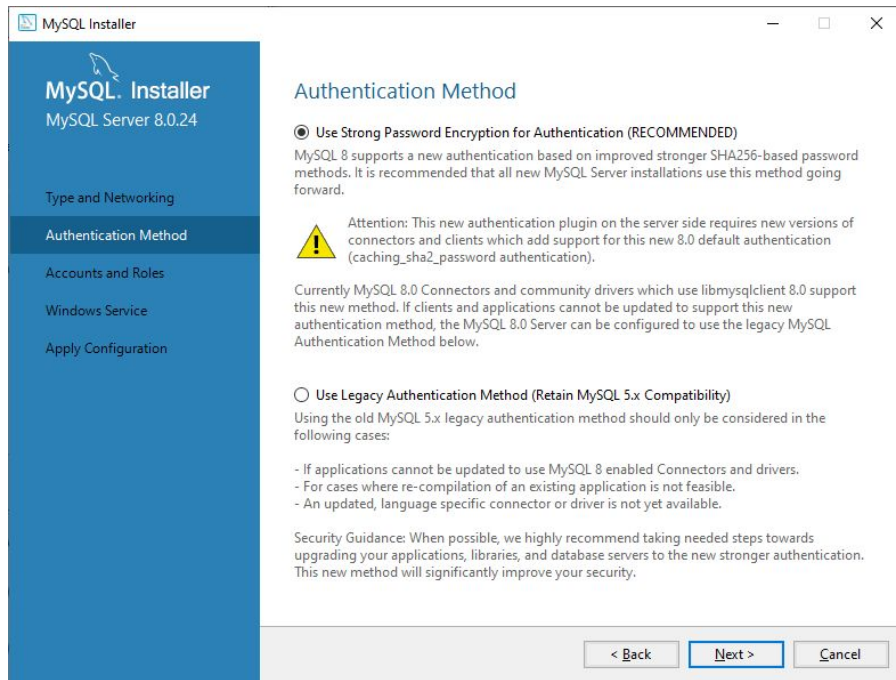 MySQL Installer
MySQL. Installer
MySQL Server 8.0.24
Type and Networking
Authentication Method
Accounts and Roles
Windows Service
Apply Configuration
Authentication Method
Use Strong Password Encryption for Authentication (RECOMMENDED)
MySQL 8 supports a new authentication based on improved stronger SHA256-based password
methods. It is recommended that all new MySQL Server installations use this method going
forward.
Attention: This new authentication plugin on the server side requires new versions of
connectors and clients which add support for this new 8.0 default authentication
(caching_sha2_password authentication).
Currently MySQL 8.0 Connectors and community drivers which use libmysqlclient 8.0 support
this new method. If clients and applications cannot be updated to support this new
authentication method, the MySQL 8.0 Server can be configured to use the legacy MySQL
Authentication Method below.
Use Legacy Authentication Method (Retain MySQL 5.x Compatibility)
Using the old MySQL 5.x legacy authentication method should only be considered in the
following cases:
- If applications cannot be updated to use MySQL 8 enabled Connectors and drivers.
- For cases where re-compilation of an existing application is not feasible.
- An updated, language specific connector or driver is not yet available.
Security Guidance: When possible, we highly recommend taking needed steps towards
upgrading your applications, libraries, and database servers to the new stronger authentication.
This new method will significantly improve your security.
< Back
Next >
Cancel